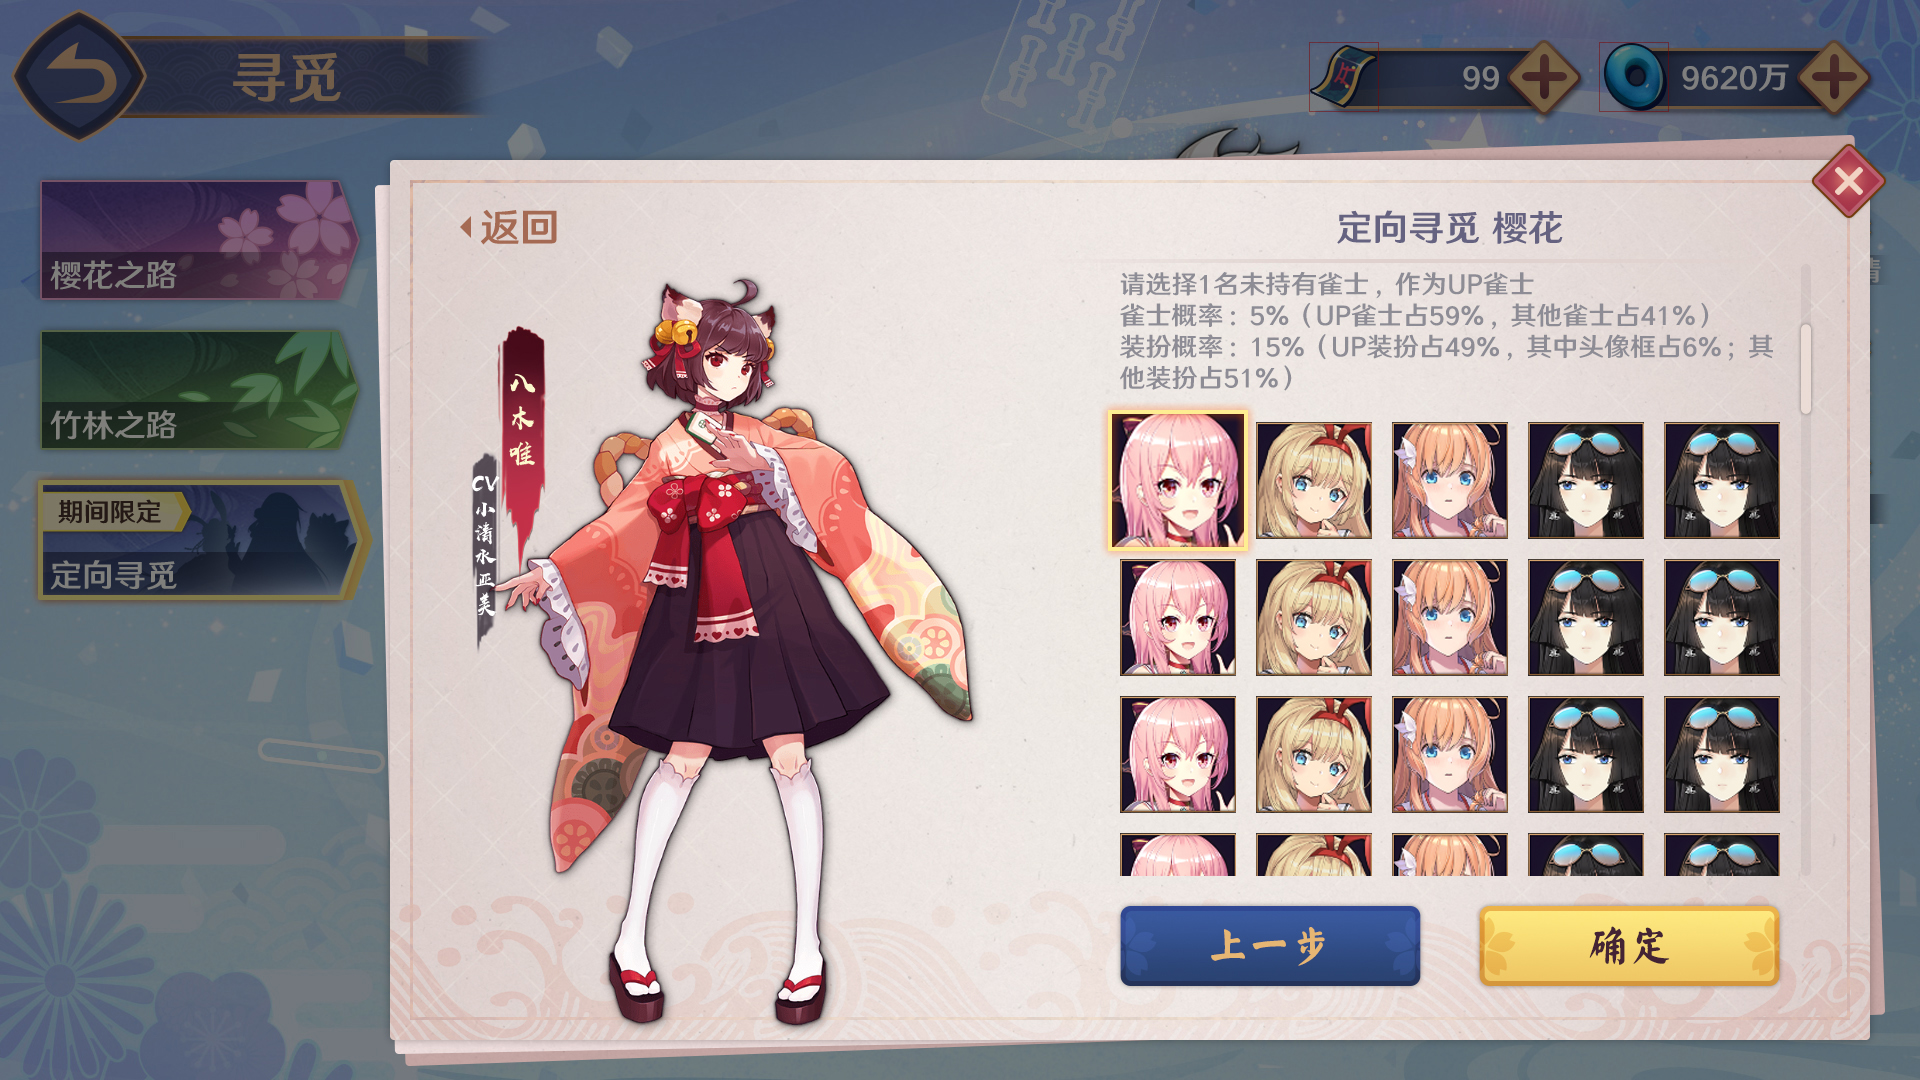 寻觅
99
9620万
樱花之路
竹林之路
期间限定
定向寻觅
返回
八木唯
CV 小清水亚美
定向寻觅 樱花
请选择1名未持有雀士，作为UP雀士
雀士概率：5%（UP雀士占59%，其他雀士占41%）
装扮概率：15%（UP装扮占49%，其中头像框占6%；其
他装扮占51%）
上一步
确定